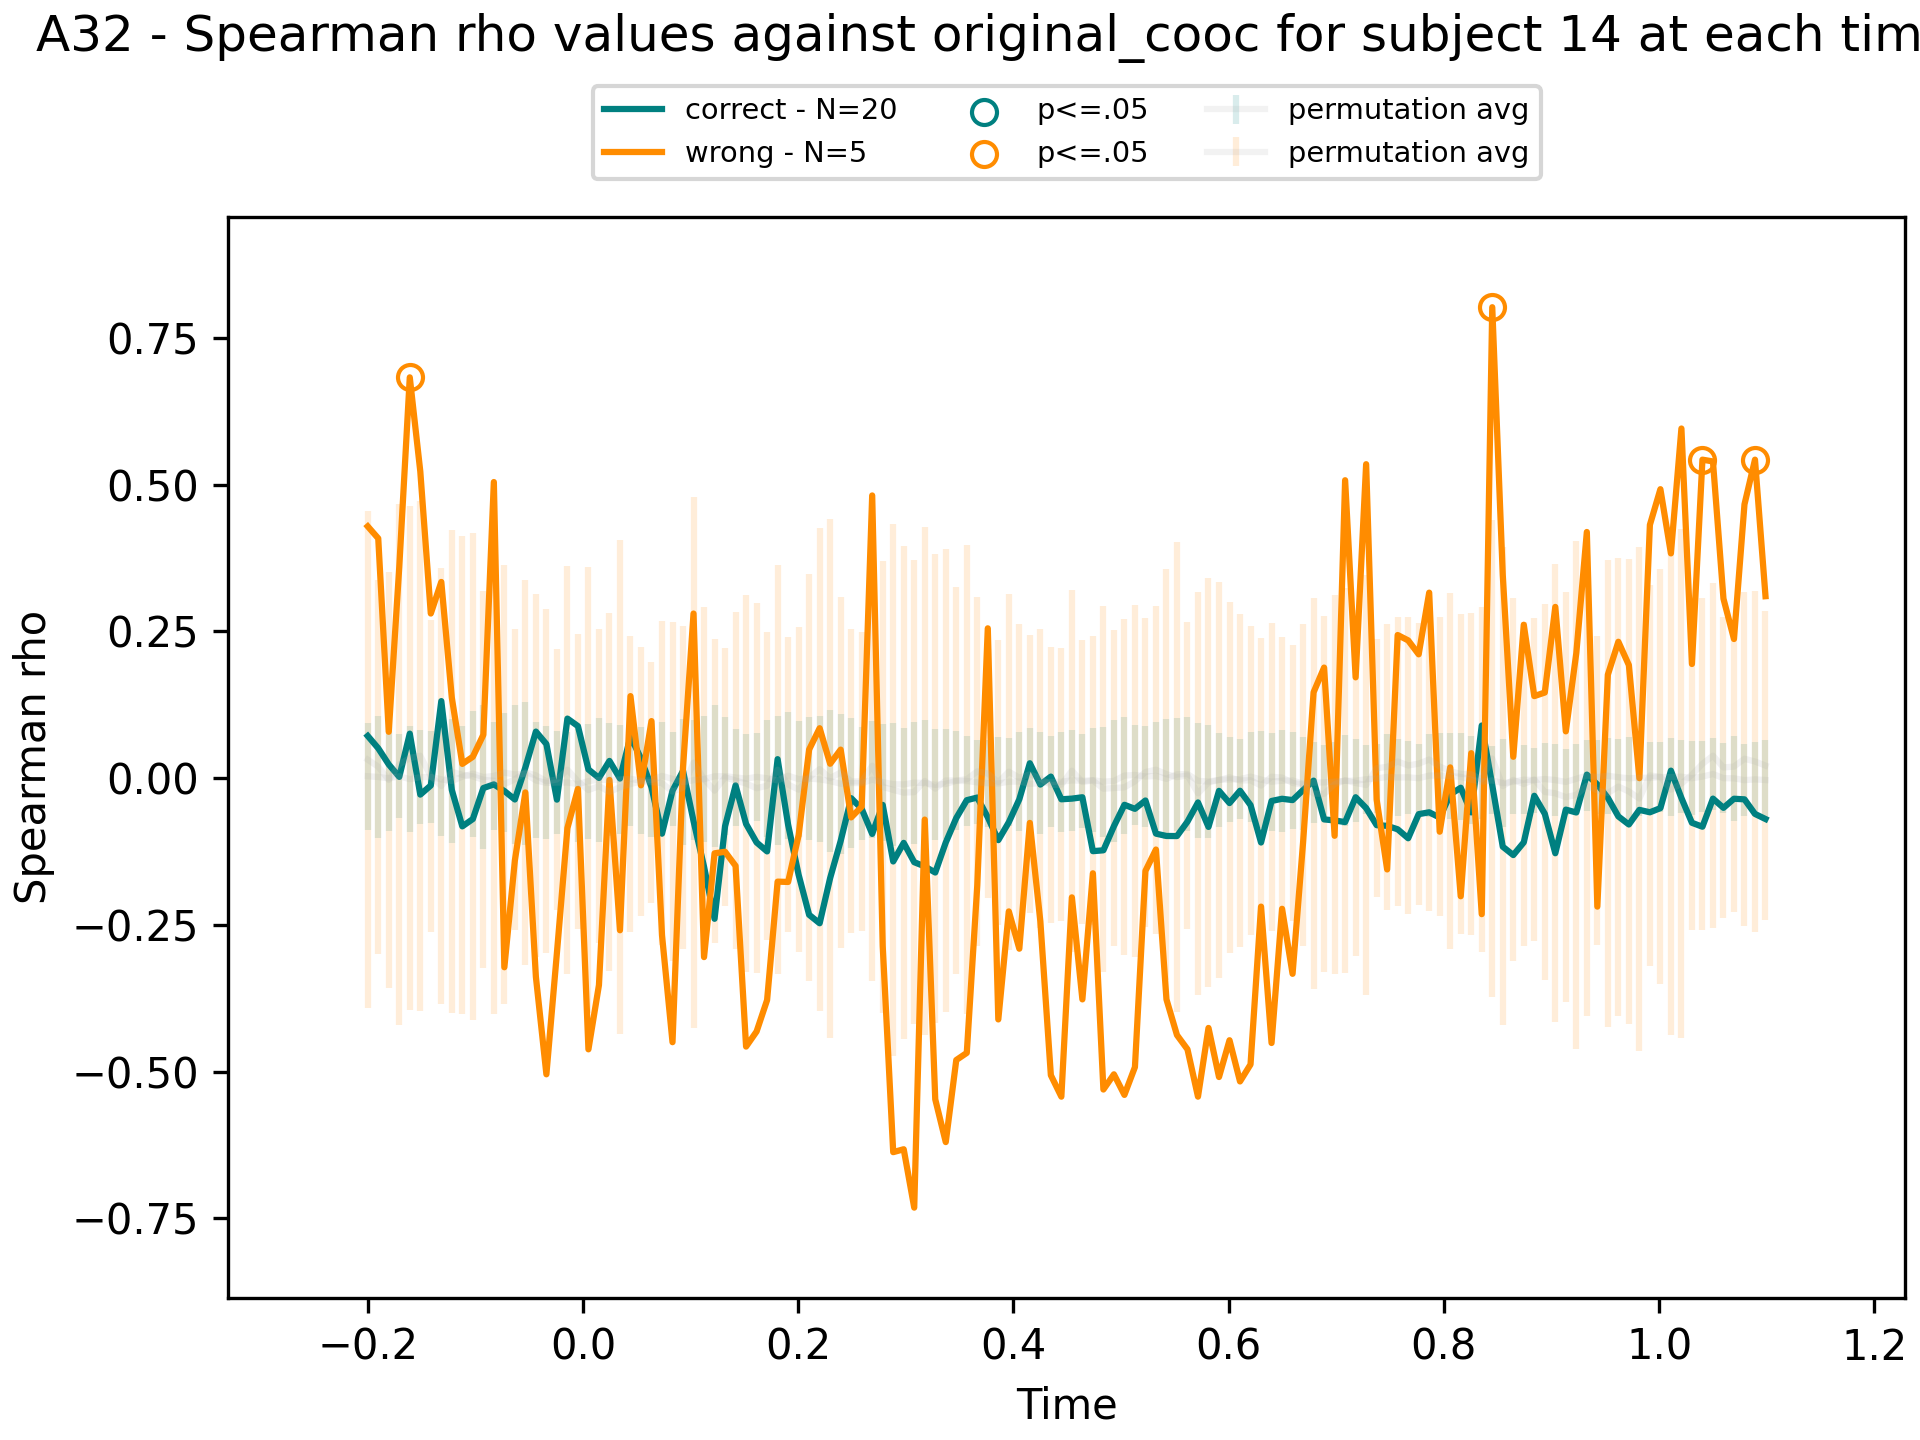 A32 - Spearman rho values against original_cooc for subject 14 at each tim
correct - N=20
wrong - N=5
p<=.05
p<=.05
permutation avg
permutation avg
Spearman rho
0.75
0.50
0.25
0.00
−0.25
−0.50
−0.75
−0.2
0.0
0.2
0.4
0.6
0.8
1.0
1.2
Time